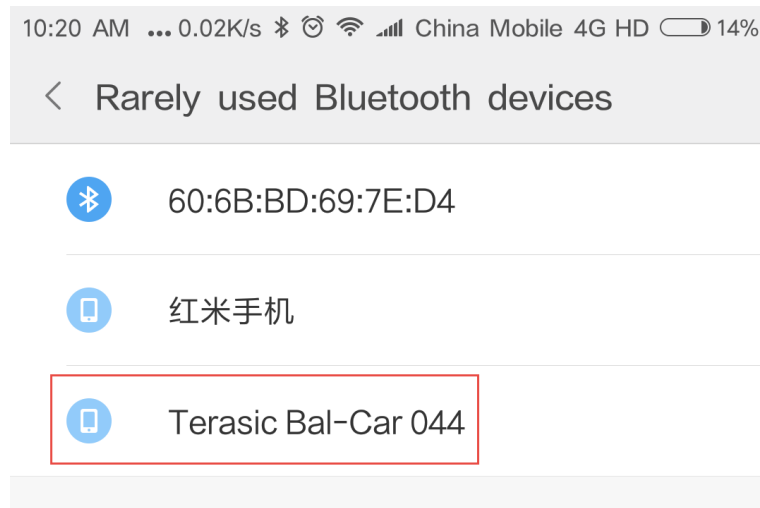 10:20 AM ... 0.02K/s China Mobile 4G HD 14%
Rarely used Bluetooth devices
60:6B:BD:69:7E:D4
红米手机
Terasic Bal-Car 044